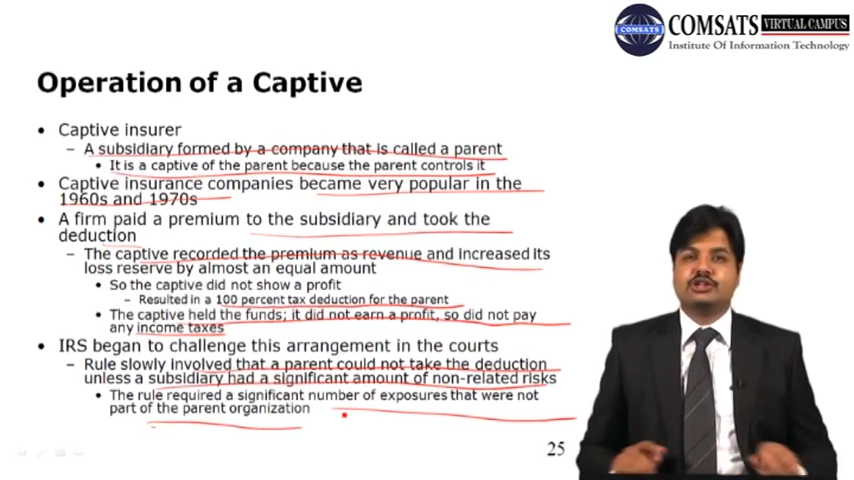 COMSATS
COMSATS VIRTUAL CAMPUS
Institute Of Information Technology
Operation of a Captive
• Captive insurer
– A subsidiary formed by a company that is called a parent
• It is a captive of the parent because the parent controls it
• Captive insurance companies became very popular in the
1960s and 1970s
• A firm paid a premium to the subsidiary and took the
deduction
– The captive recorded the premium as revenue and increased its
loss reserve by almost an equal amount
• So the captive did not show a profit
– Resulted in a 100 percent tax deduction for the parent
• The captive held the funds; it did not earn a profit, so did not pay
any income taxes
• IRS began to challenge this arrangement in the courts
– Rule slowly involved that a parent could not take the deduction
unless a subsidiary had a significant amount of non-related risks
• The rule required a significant number of exposures that were not
part of the parent organization
25